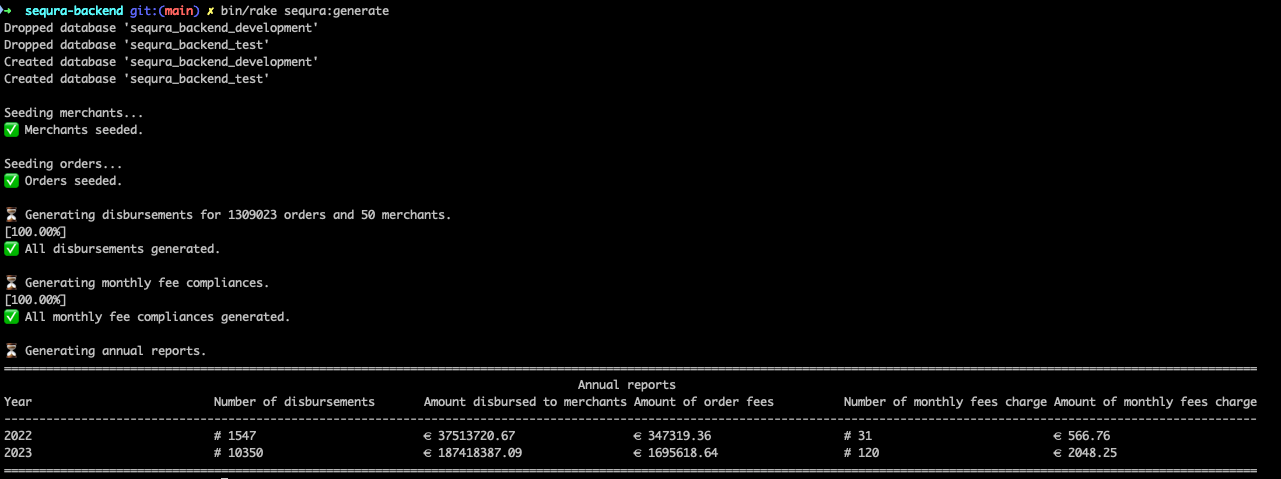 ➜ sequra-backend git:(main) ✗ bin/rake sequra:generate
Dropped database 'sequra_backend_development'
Dropped database 'sequra_backend_test'
Created database 'sequra_backend_development'
Created database 'sequra_backend_test'
Seeding merchants...
✅ Merchants seeded.
Seeding orders...
✅ Orders seeded.
⏳ Generating disbursements for 1309023 orders and 50 merchants.
[100.00%]
✅ All disbursements generated.
⏳ Generating monthly fee compliances.
[100.00%]
✅ All monthly fee compliances generated.
⏳ Generating annual reports.
Annual reports
Year Number of disbursements Amount disbursed to merchants Amount of order fees Number of monthly fees charge Amount of monthly fees charge
2022 # 1547 € 37513720.67 € 347319.36 # 31 € 566.76
2023 # 10350 € 187418387.09 € 1695618.64 # 120 € 2048.25